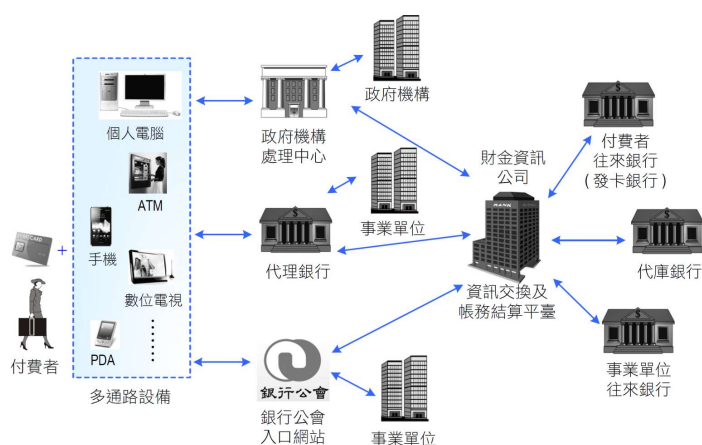 個人電腦
ATM
手機
數位電視
PDA
付費者
+
CARD
多通路設備
政府機構
處理中心
政府機構
代理銀行
事業單位
銀行公會
銀行公會
入口網站
事業單位
財金資訊
公司
資訊交換及
帳務結算平臺
付費者
往來銀行
(發卡銀行)
代庫銀行
事業單位
往來銀行